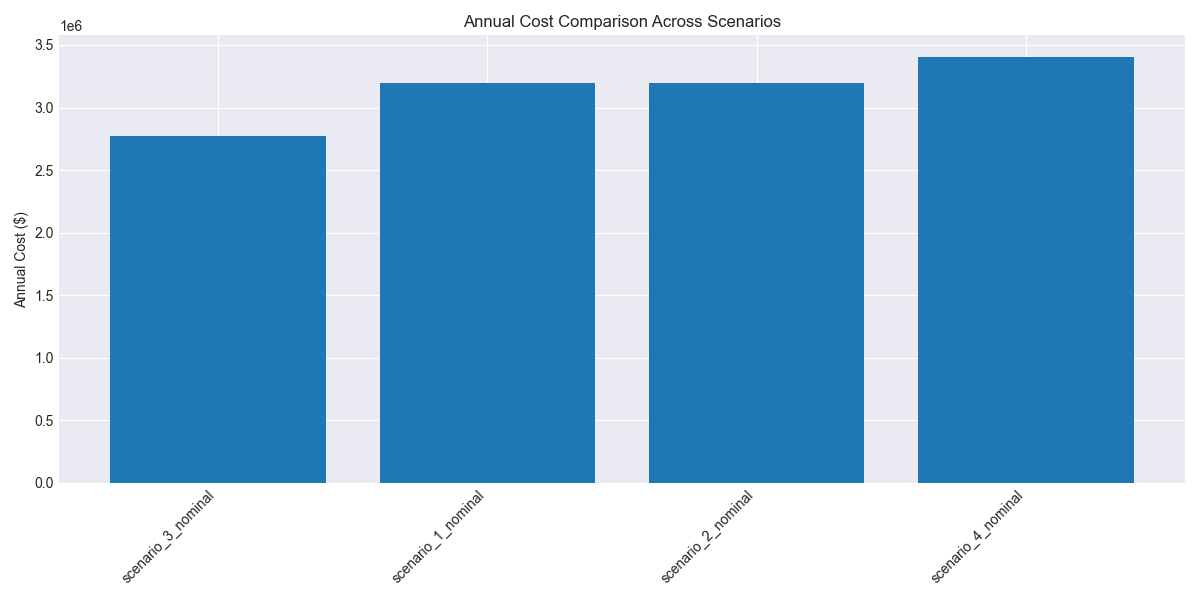 Annual Cost Comparison Across Scenarios
1e6
3.5
3.0
2.5
2.0
1.5
1.0
0.5
0.0
Annual Cost ($)
scenario_3_nominal
scenario_1_nominal
scenario_2_nominal
scenario_4_nominal